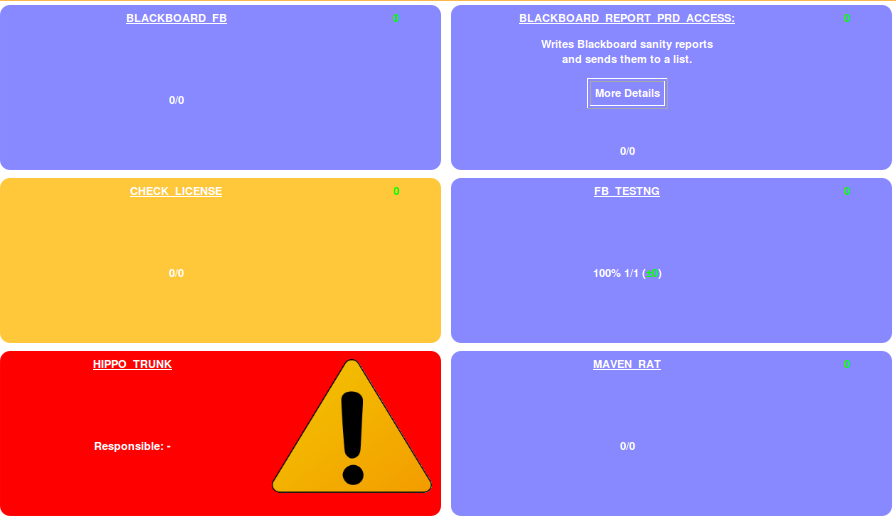 BLACKBOARD_FB 0
0/0
BLACKBOARD_REPORT_PRD_ACCESS: 0
Writes Blackboard sanity reports
and sends them to a list.
More Details
0/0
CHECK_LICENSE 0
0/0
FB_TESTNG 0
100% 1/1 (±0)
HIPPO_TRUNK
Responsible: -
MAVEN_RAT 0
0/0